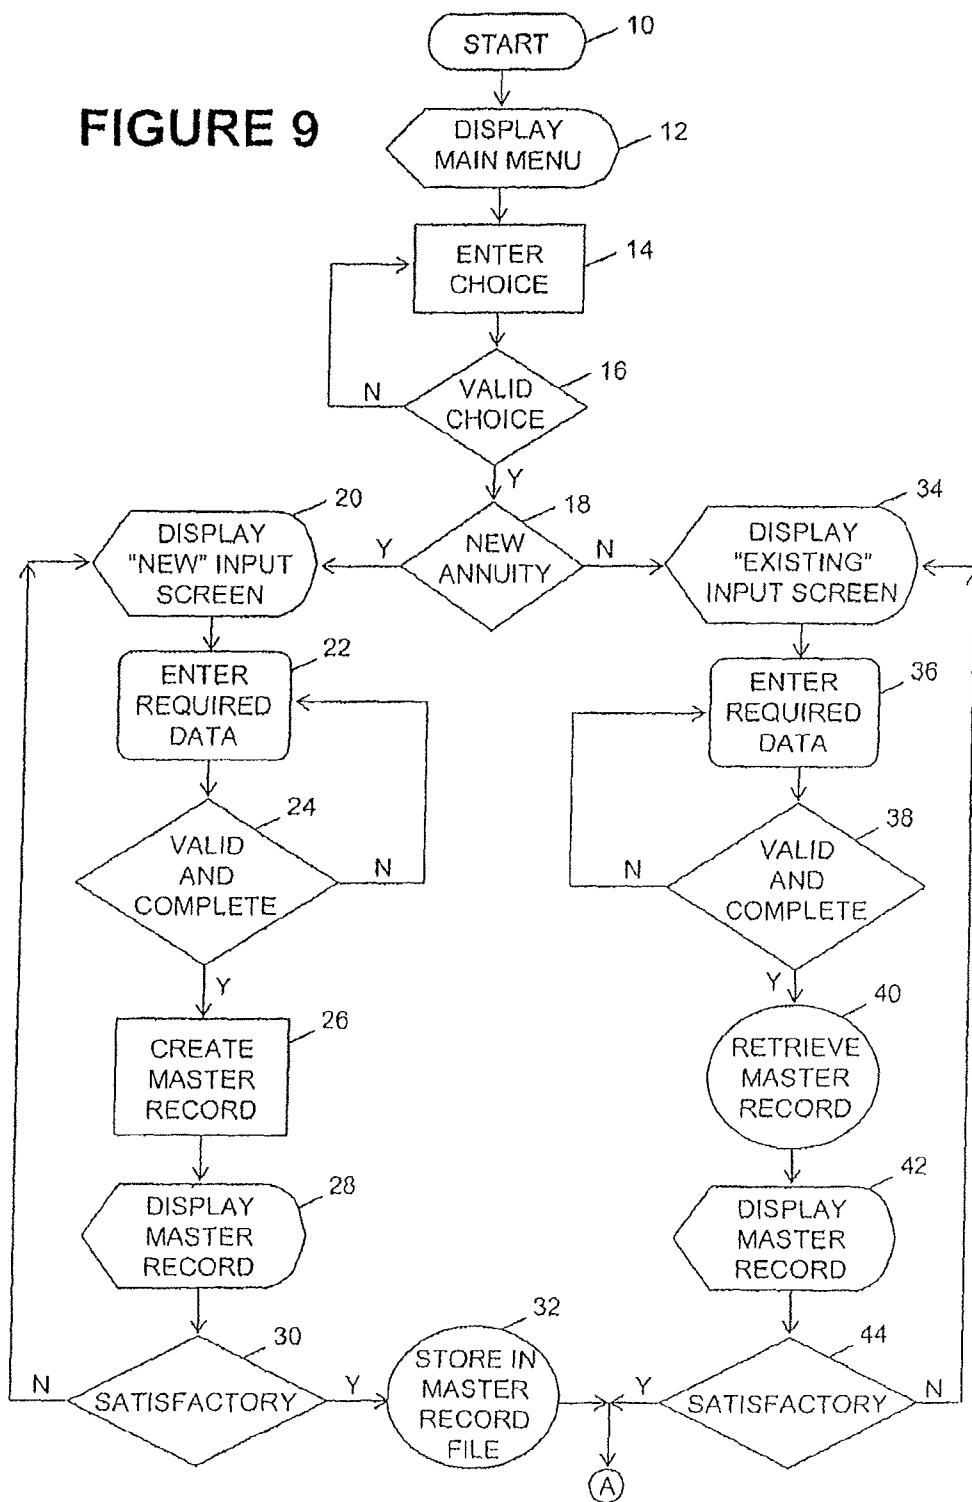 START
10
FIGURE 9
DISPLAY
MAIN MENU
12
ENTER
CHOICE
14
VALID
CHOICE
16
N
Y
NEW
ANNUITY
18
Y
N
DISPLAY
"NEW" INPUT
SCREEN
20
DISPLAY
"EXISTING"
INPUT SCREEN
34
ENTER
REQUIRED
DATA
22
ENTER
REQUIRED
DATA
36
VALID
AND
COMPLETE
24
N
Y
VALID
AND
COMPLETE
38
N
Y
CREATE
MASTER
RECORD
26
RETRIEVE
MASTER
RECORD
40
DISPLAY
MASTER
RECORD
28
DISPLAY
MASTER
RECORD
42
N
SATISFACTORY
30
Y
STORE IN
MASTER
RECORD
FILE
32
Y
SATISFACTORY
44
N
A